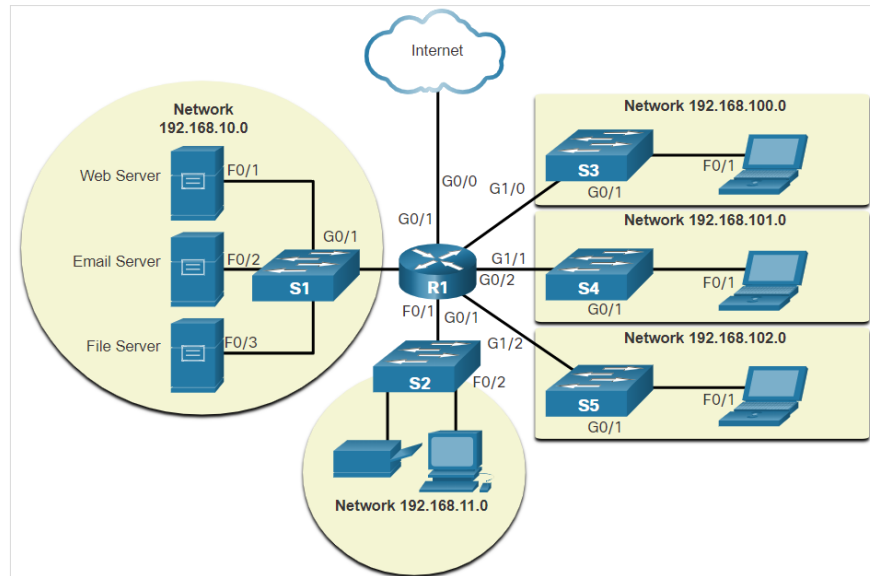 Internet
Network
192.168.10.0
Web Server
F0/1
Email Server
F0/2
File Server
F0/3
G0/1
S1
G0/0
G0/1
G1/0
R1
G1/1
G0/2
F0/1
G0/1
G1/2
S2
F0/2
Network 192.168.11.0
Network 192.168.100.0
S3
F0/1
G0/1
Network 192.168.101.0
S4
F0/1
G0/1
Network 192.168.102.0
S5
F0/1
G0/1